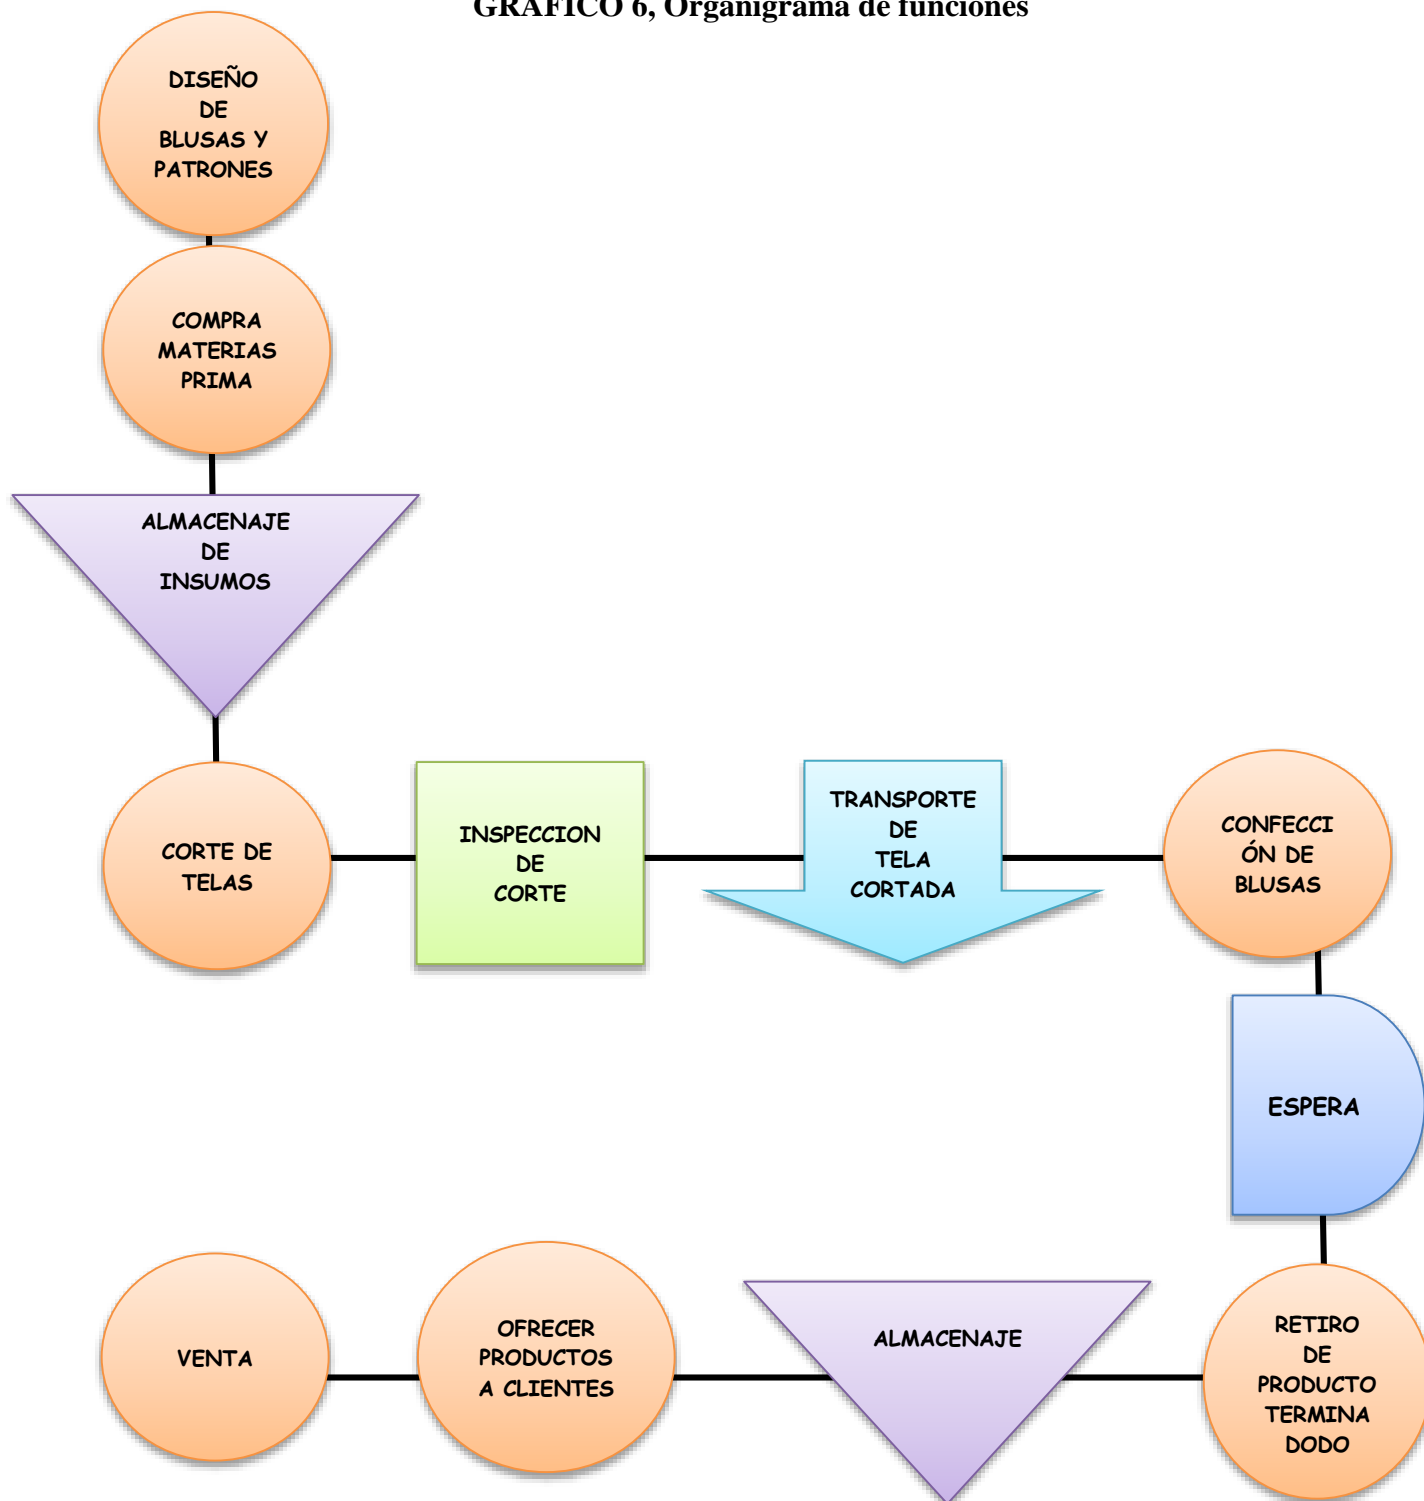 GRÁFICO 6, Organigrama de funciones
DISEÑO
DE
BLUSAS Y
PATRONES
COMPRA
MATERIAS
PRIMA
ALMACENAJE
DE
INSUMOS
CORTE DE
TELAS
INSPECCION
DE
CORTE
TRANSPORTE
DE
TELA
CORTADA
CONFECCI
ÓN DE
BLUSAS
ESPERA
RETIRO
DE
PRODUCTO
TERMINA
DODO
ALMACENAJE
OFRECER
PRODUCTOS
A CLIENTES
VENTA